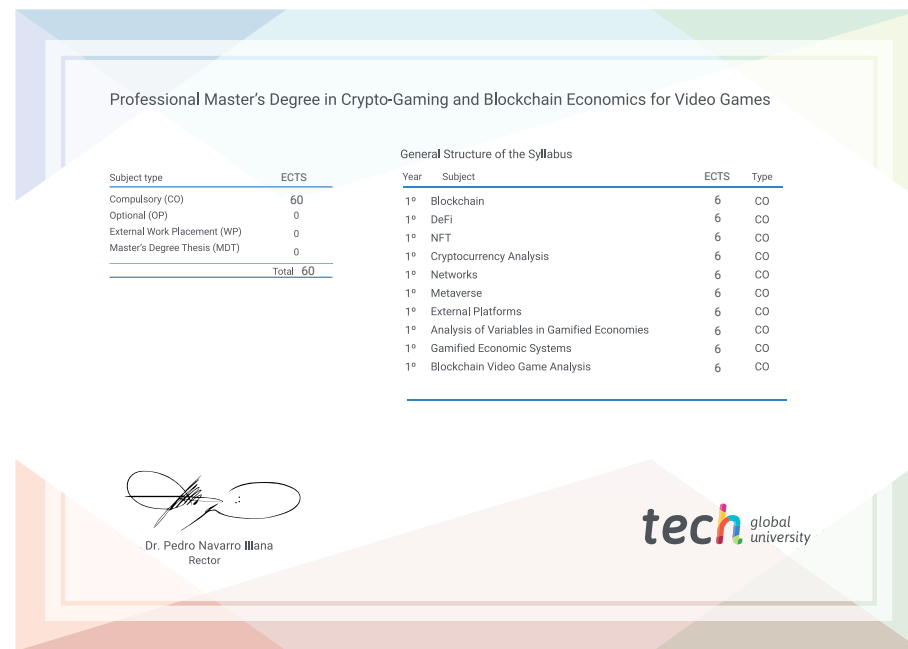 Professional Master's Degree in Crypto-Gaming and Blockchain Economics for Video Games
Subject type ECTS
Compulsory (CO) 60
Optional (OP) 0
External Work Placement (WP) 0
Master's Degree Thesis (MDT) 0
Total 60
General Structure of the Syllabus
Year Subject ECTS Type
1º Blockchain 6 CO
1º DeFi 6 CO
1º NFT 6 CO
1º Cryptocurrency Analysis 6 CO
1º Networks 6 CO
1º Metaverse 6 CO
1º External Platforms 6 CO
1º Analysis of Variables in Gamified Economies 6 CO
1º Gamified Economic Systems 6 CO
1º Blockchain Video Game Analysis 6 CO
Dr. Pedro Navarro Illana
Rector
tech global
university